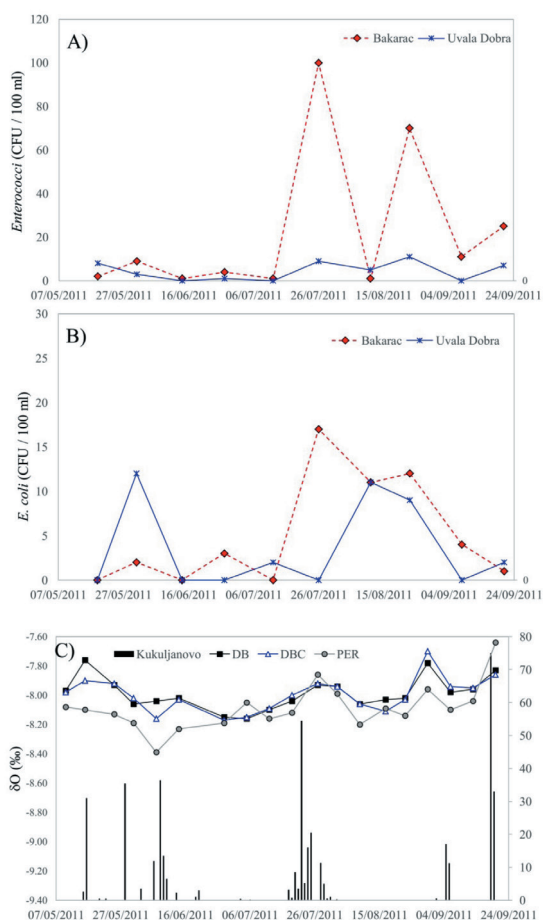 A)
Bakarac Uvala Dobra
Enterococci (CFU / 100 ml)
120
100
80
60
40
20
0
0
07/05/2011 27/05/2011 16/06/2011 06/07/2011 26/07/2011 15/08/2011 04/09/2011 24/09/2011
B)
Bakarac Uvala Dobra
E. coli (CFU / 100 ml)
30
25
20
15
10
5
0
0
07/05/2011 27/05/2011 16/06/2011 06/07/2011 26/07/2011 15/08/2011 04/09/2011 24/09/2011
C)
Kukuljanovo DB DBC PER
δO (‰)
-7.60
-7.80
-8.00
-8.20
-8.40
-8.60
-8.80
-9.00
-9.20
-9.40
80
70
60
50
40
30
20
10
0
07/05/2011 27/05/2011 16/06/2011 06/07/2011 26/07/2011 15/08/2011 04/09/2011 24/09/2011